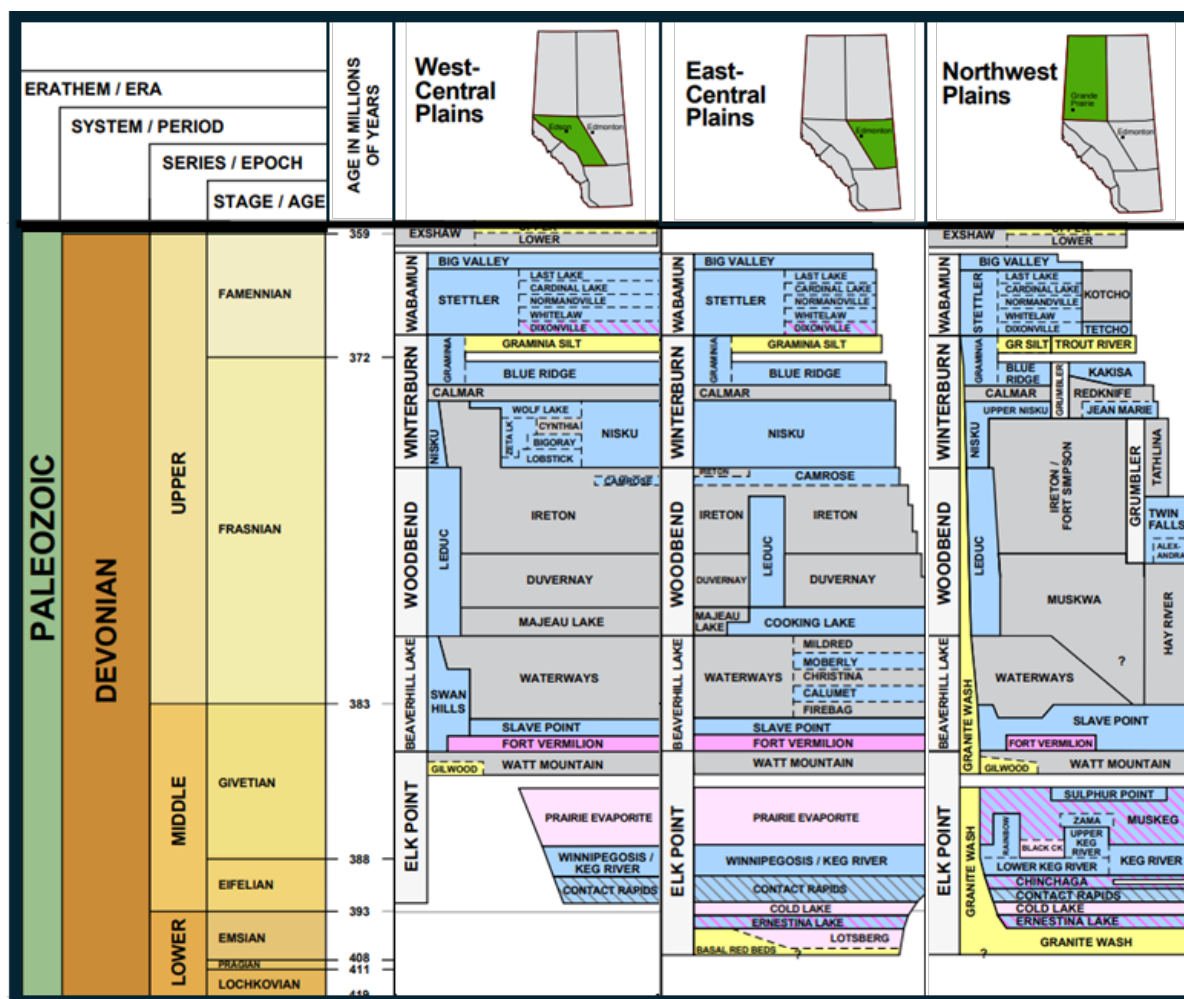 ERATHEM / ERA
SYSTEM / PERIOD
SERIES / EPOCH
STAGE / AGE
AGE IN MILLIONS
OF YEARS
West-
Central
Plains
Edson
Edmonton
East-
Central
Plains
Edmonton
Northwest
Plains
Grande
Prairie
Edmonton
PALEOZOIC
DEVONIAN
UPPER
MIDDLE
LOWER
FAMENNIAN
FRASNIAN
GIVETIAN
EIFELIAN
EMSIAN
PRAGIAN
LOCHKOVIAN
359
372
383
388
393
408
411
419
EXSHAW
UPPER
LOWER
WABAMUN
BIG VALLEY
STETTLER
LAST LAKE
CARDINAL LAKE
NORMANDVILLE
WHITELAW
DIXONVILLE
WINTERBURN
GRAMINIA
GRAMINIA SILT
BLUE RIDGE
CALMAR
NISKU
WOLF LAKE
ZETA LK
CYNTHIA
BIGORAY
LOBSTICK
NISKU
WOODBEND
CAMROSE
LEDUC
IRETON
DUVERNAY
MAJEAU LAKE
BEAVERHILL LAKE
SWAN
HILLS
WATERWAYS
SLAVE POINT
FORT VERMILION
ELK POINT
GILWOOD
WATT MOUNTAIN
PRAIRIE EVAPORITE
WINNIPEGOSIS /
KEG RIVER
CONTACT RAPIDS
WABAMUN
BIG VALLEY
STETTLER
LAST LAKE
CARDINAL LAKE
NORMANDVILLE
WHITELAW
DIXONVILLE
WINTERBURN
GRAMINIA
GRAMINIA SILT
BLUE RIDGE
CALMAR
NISKU
WOODBEND
IRETON
CAMROSE
IRETON
LEDUC
IRETON
DUVERNAY
DUVERNAY
MAJEAU
LAKE
COOKING LAKE
BEAVERHILL LAKE
WATERWAYS
MILDRED
MOBERLY
CHRISTINA
CALUMET
FIREBAG
SLAVE POINT
FORT VERMILION
ELK POINT
WATT MOUNTAIN
PRAIRIE EVAPORITE
WINNIPEGOSIS / KEG RIVER
CONTACT RAPIDS
COLD LAKE
ERNESTINA LAKE
LOTSBERG
BASAL RED BEDS
?
EXSHAW
UPPER
LOWER
WABAMUN
BIG VALLEY
STETTLER
LAST LAKE
CARDINAL LAKE
NORMANDVILLE
WHITELAW
DIXONVILLE
KOTCHO
TETCHO
WINTERBURN
GRAMINIA
GR SILT
TROUT RIVER
BLUE
RIDGE
GRUMBLER
KAKISA
CALMAR
REDKNIFE
UPPER NISKU
JEAN MARIE
NISKU
WOODBEND
LEDUC
IRETON /
FORT SIMPSON
GRUMBLER
TATHLINA
TWIN
FALLS
ALEX-
ANDRA
MUSKWA
HAY RIVER
BEAVERHILL LAKE
GRANITE WASH
WATERWAYS
?
SLAVE POINT
FORT VERMILION
GILWOOD
WATT MOUNTAIN
ELK POINT
GRANITE WASH
SULPHUR POINT
MUSKEG
RAINBOW
ZAMA
BLACK CK
UPPER
KEG
RIVER
LOWER KEG RIVER
KEG RIVER
CHINCHAGA
CONTACT RAPIDS
COLD LAKE
ERNESTINA LAKE
GRANITE WASH
?